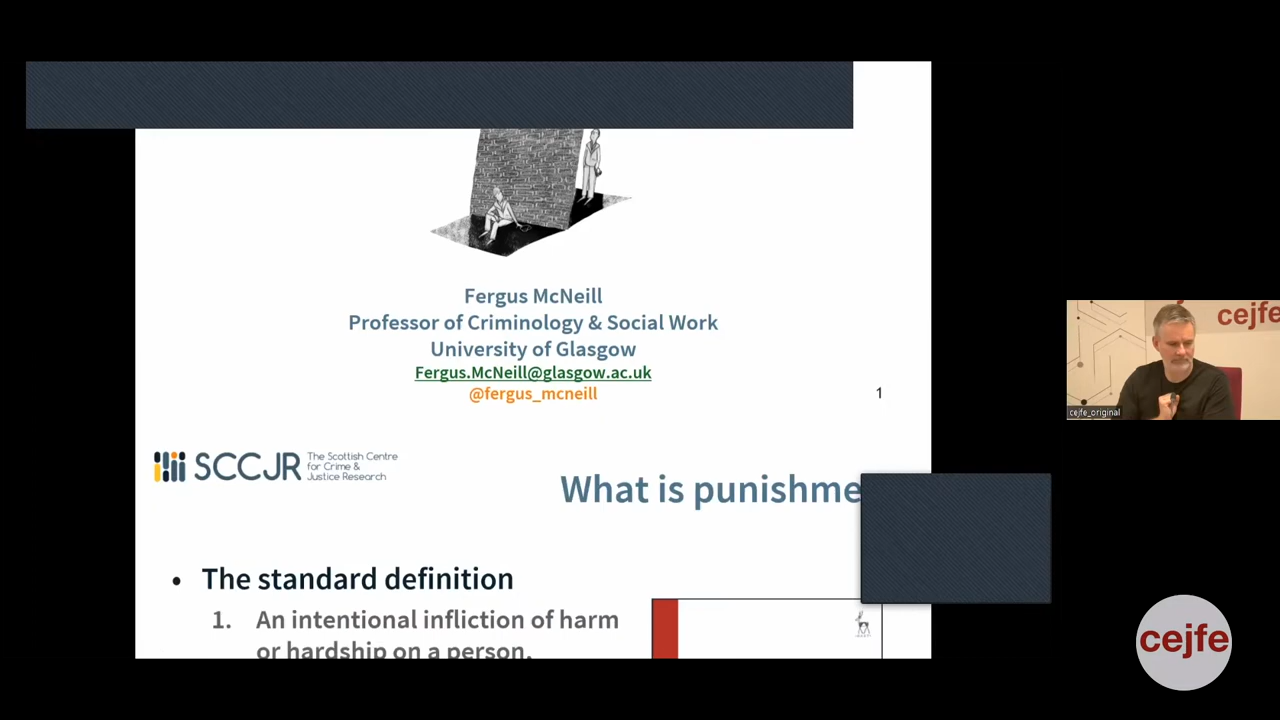 Fergus McNeill
Professor of Criminology & Social Work
University of Glasgow
Fergus.McNeill@glasgow.ac.uk
@fergus_mcneill
1
SCCJR
The Scottish Centre
for Crime &
Justice Research
What is punishme
• The standard definition
1. An intentional infliction of harm
or hardship on a person.
cejfe
cejfe_original
cejfe